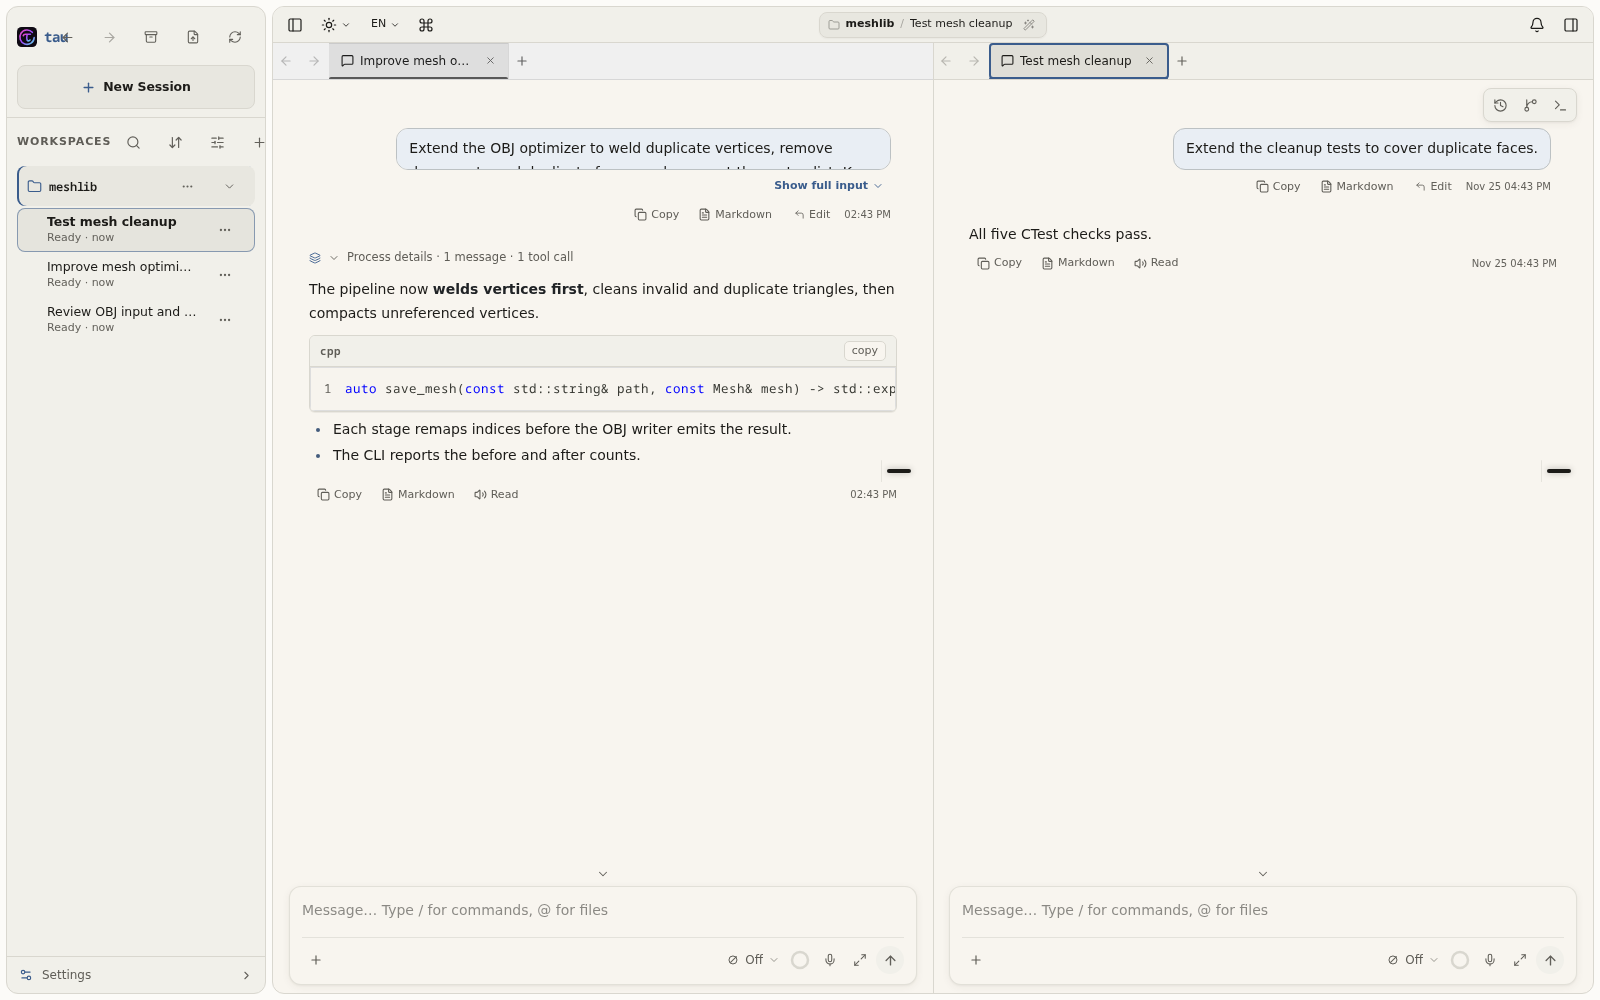 tau
New Session
WORKSPACES
meshlib
Test mesh cleanup
Ready · now
Improve mesh optimi...
Ready · now
Review OBJ input and ...
Ready · now
Settings
EN
meshlib / Test mesh cleanup
Improve mesh o...
Extend the OBJ optimizer to weld duplicate vertices, remove
Show full input
Copy Markdown Edit 02:43 PM
Process details · 1 message · 1 tool call
The pipeline now welds vertices first, cleans invalid and duplicate triangles, then
compacts unreferenced vertices.
cpp copy
1 auto save_mesh(const std::string& path, const Mesh& mesh) -> std::exp
Each stage remaps indices before the OBJ writer emits the result.
The CLI reports the before and after counts.
Copy Markdown Read 02:43 PM
Message... Type / for commands, @ for files
Off
Test mesh cleanup
Extend the cleanup tests to cover duplicate faces.
Copy Markdown Edit Nov 25 04:43 PM
All five CTest checks pass.
Copy Markdown Read Nov 25 04:43 PM
Message... Type / for commands, @ for files
Off